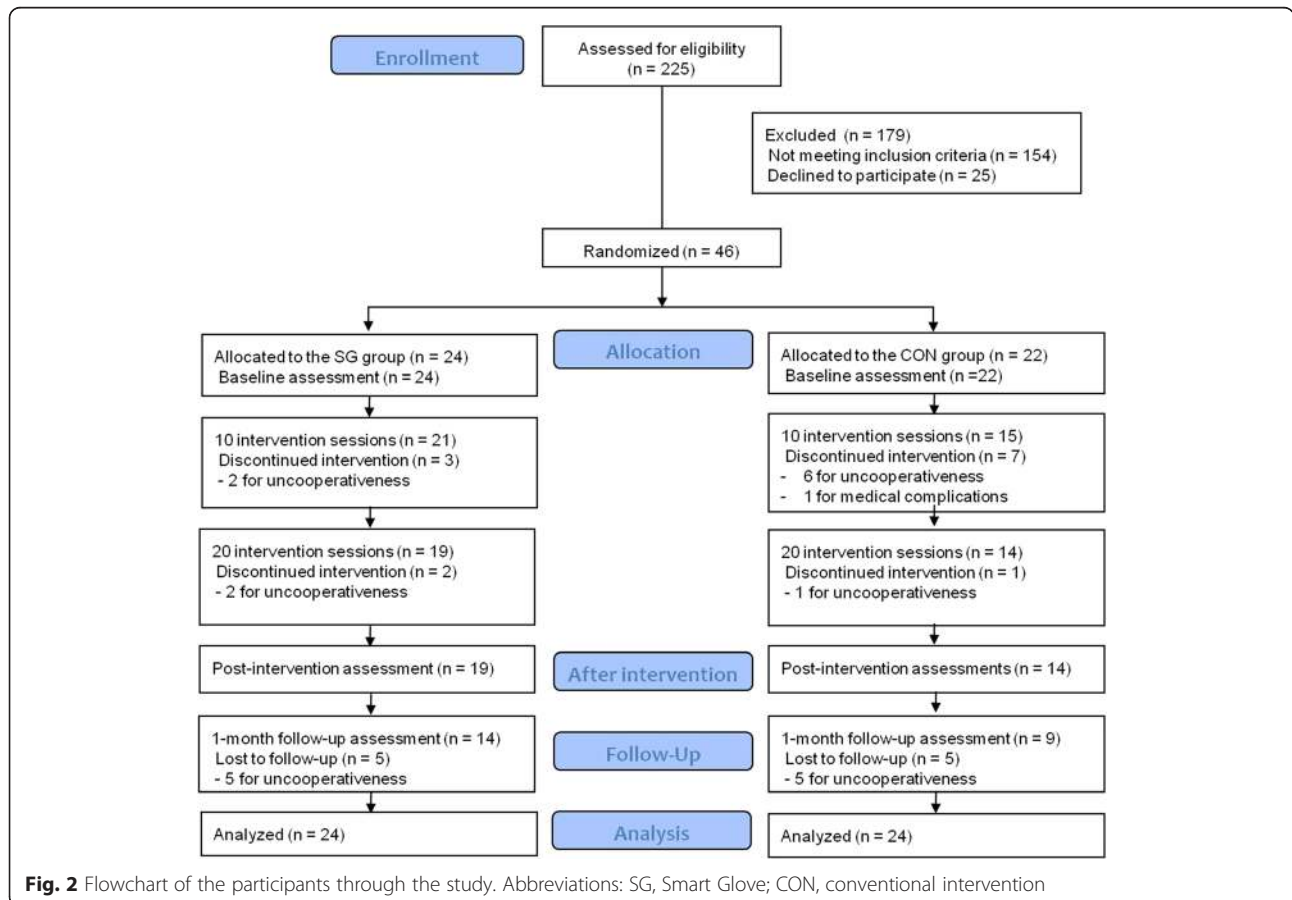 Enrollment
Assessed for eligibility
(n = 225)
Excluded (n = 179)
Not meeting inclusion criteria (n = 154)
Declined to participate (n = 25)
Randomized (n = 46)
Allocation
Allocated to the SG group (n = 24)
Baseline assessment (n = 24)
Allocated to the CON group (n = 22)
Baseline assessment (n =22)
10 intervention sessions (n = 21)
Discontinued intervention (n = 3)
- 2 for uncooperativeness
10 intervention sessions (n = 15)
Discontinued intervention (n = 7)
- 6 for uncooperativeness
- 1 for medical complications
20 intervention sessions (n = 19)
Discontinued intervention (n = 2)
- 2 for uncooperativeness
20 intervention sessions (n = 14)
Discontinued intervention (n = 1)
- 1 for uncooperativeness
Post-intervention assessment (n = 19)
After intervention
Post-intervention assessments (n = 14)
1-month follow-up assessment (n = 14)
Lost to follow-up (n = 5)
- 5 for uncooperativeness
Follow-Up
1-month follow-up assessment (n = 9)
Lost to follow-up (n = 5)
- 5 for uncooperativeness
Analyzed (n = 24)
Analysis
Analyzed (n = 24)
Fig. 2 Flowchart of the participants through the study. Abbreviations: SG, Smart Glove; CON, conventional intervention